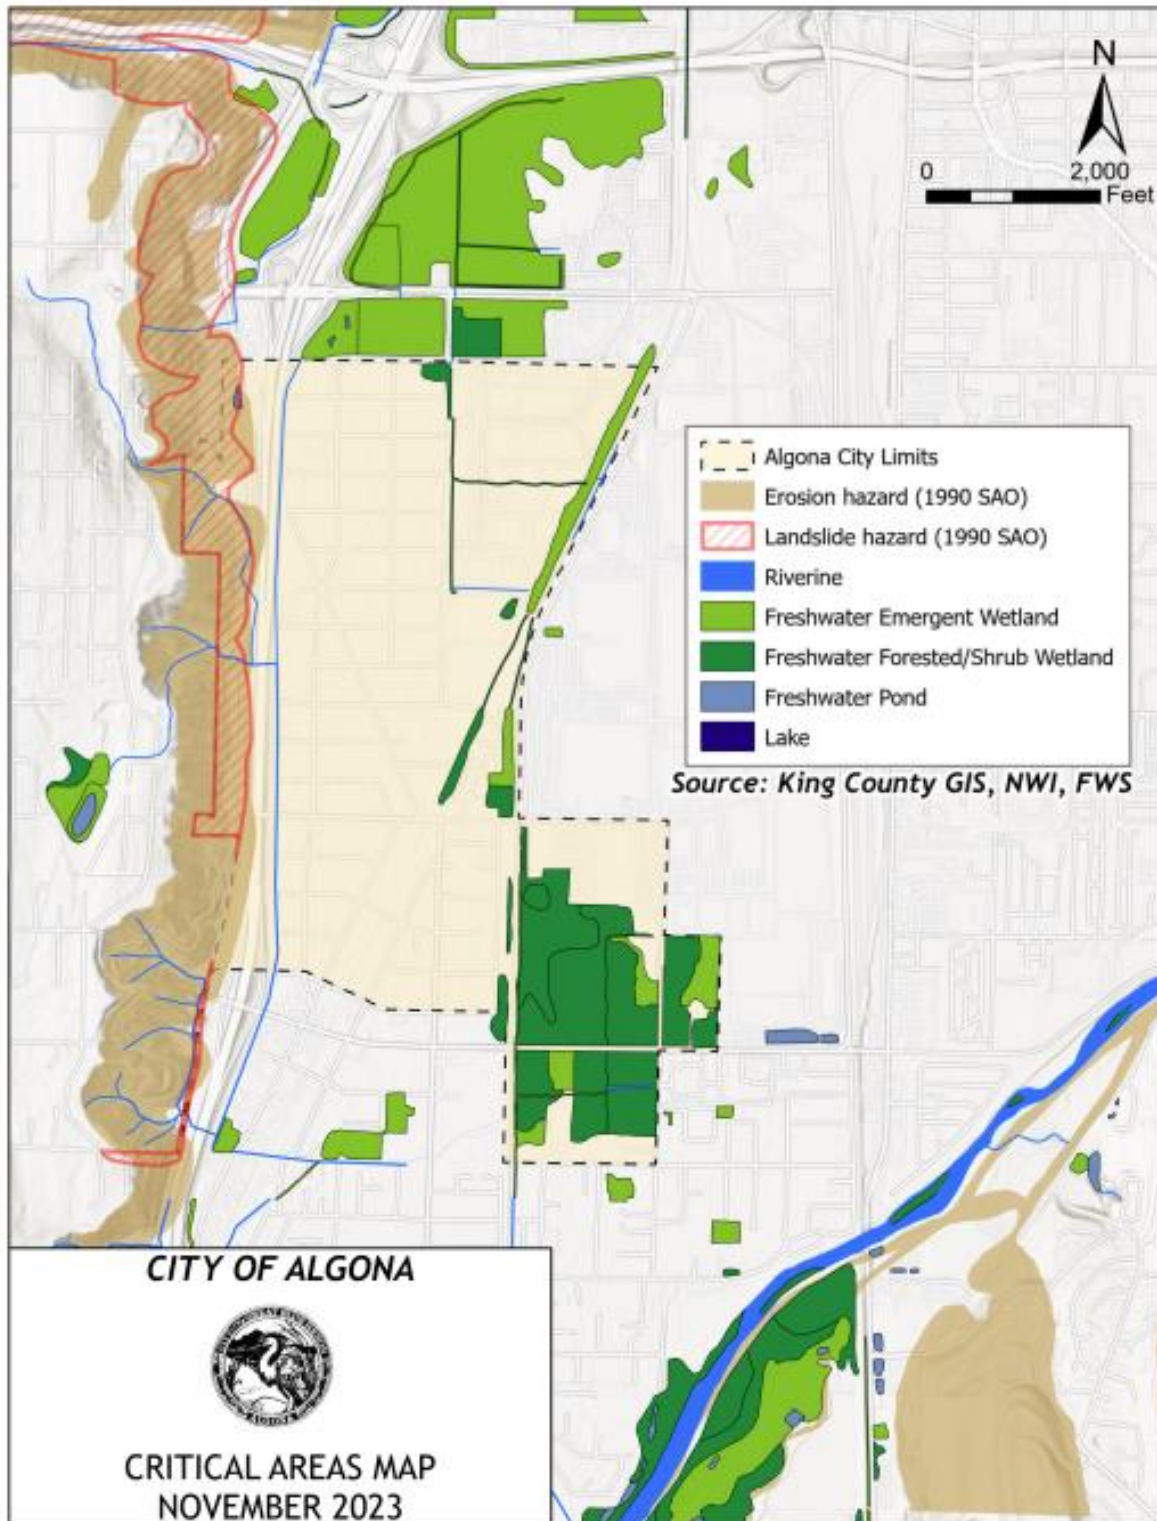 N
0 2,000
Feet
Algona City Limits
Erosion hazard (1990 SAO)
Landslide hazard (1990 SAO)
Riverine
Freshwater Emergent Wetland
Freshwater Forested/Shrub Wetland
Freshwater Pond
Lake
Source: King County GIS, NWI, FWS
CITY OF ALGONA
ALGONA
CRITICAL AREAS MAP
NOVEMBER 2023